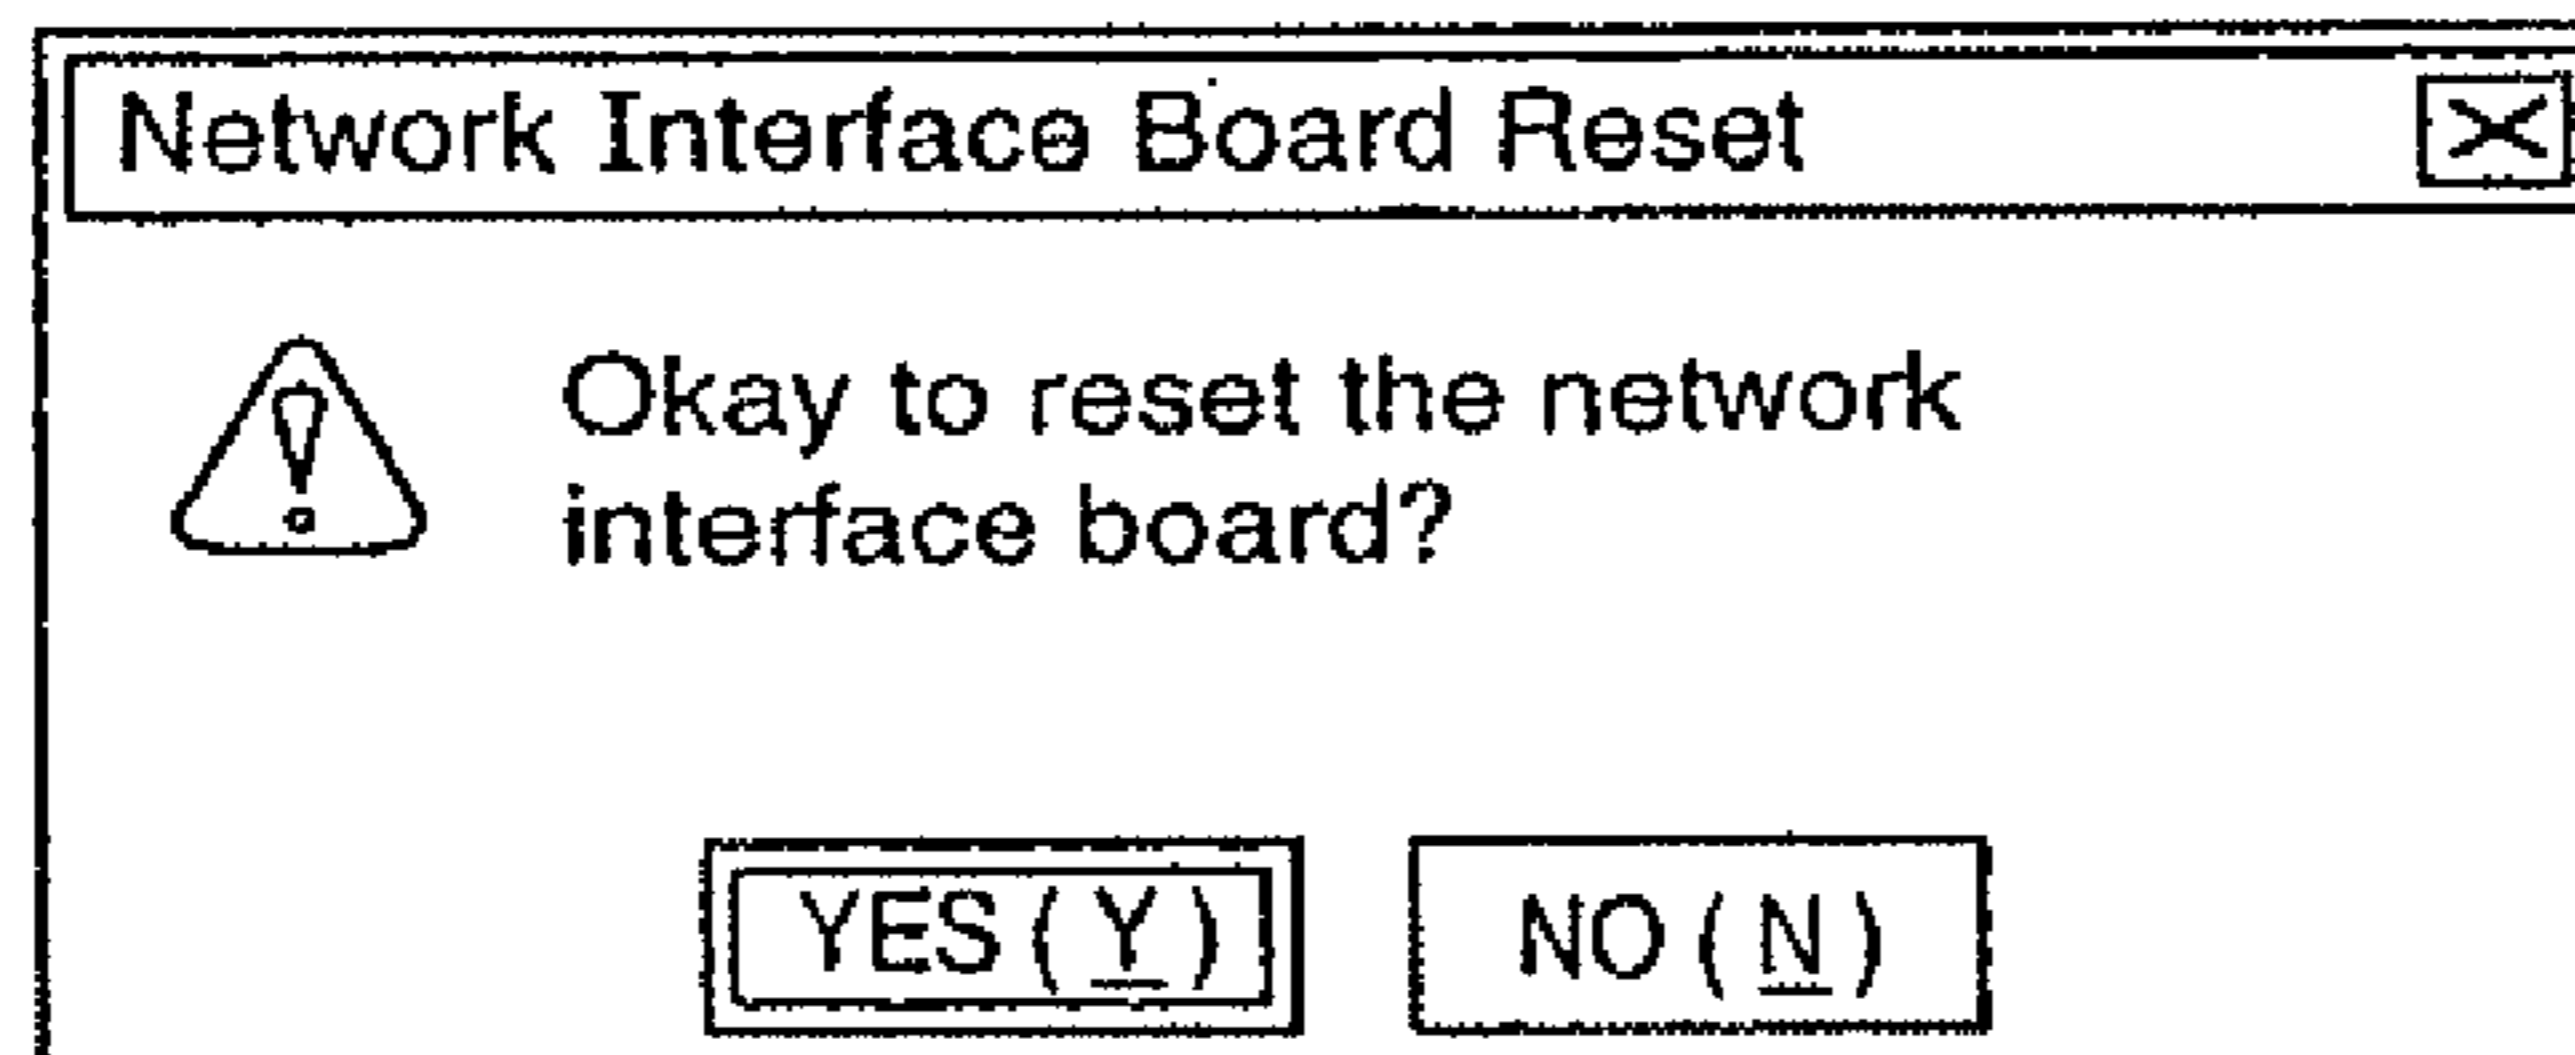 Network Interface Board Reset
Okay to reset the network
interface board?
YES ( Y ) NO ( N )